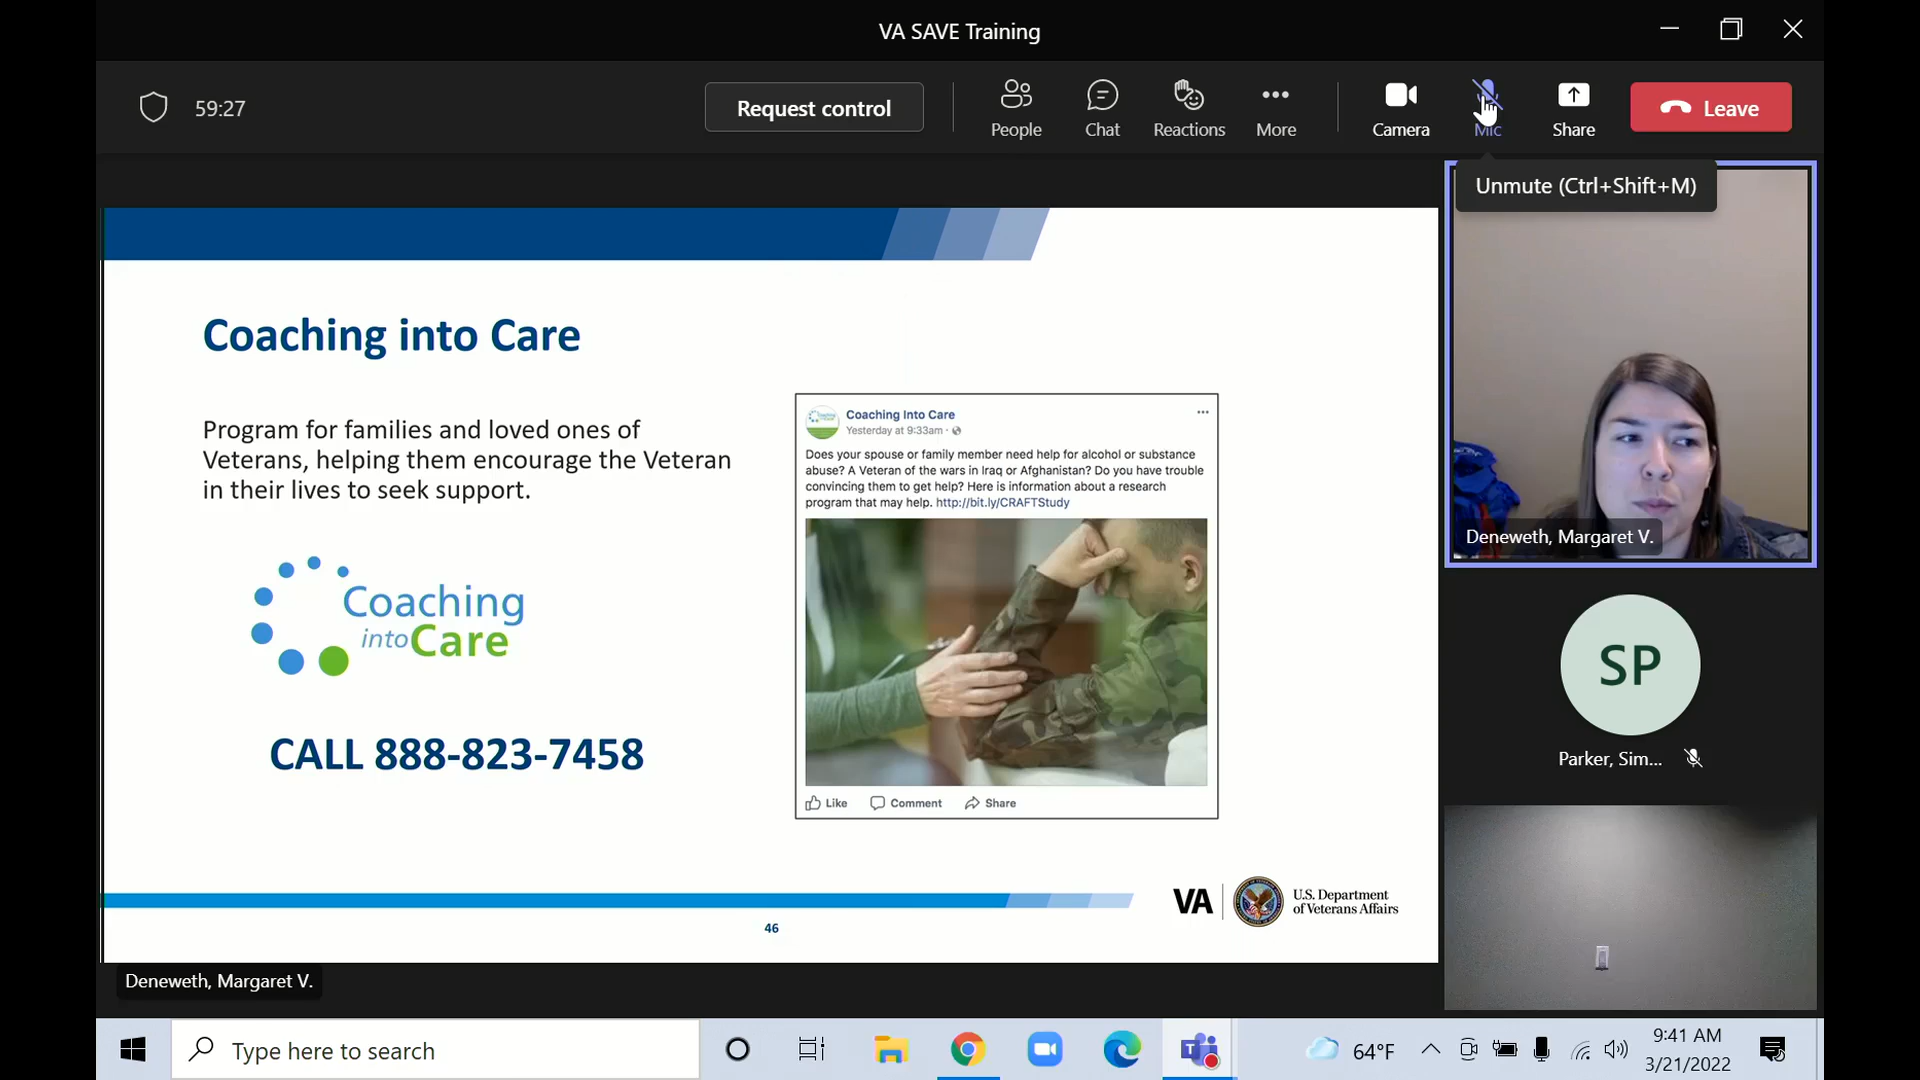 VA SAVE Training
59:27
Request control
People
Chat
Reactions
More
Camera
Mic
Share
Leave
Unmute (Ctrl+Shift+M)
Coaching into Care
Program for families and loved ones of
Veterans, helping them encourage the Veteran
in their lives to seek support.
Coaching
into Care
CALL 888-823-7458
Coaching Into Care
Yesterday at 9:33am
Does your spouse or family member need help for alcohol or substance
abuse? A Veteran of the wars in Iraq or Afghanistan? Do you have trouble
convincing them to get help? Here is information about a research
program that may help. http://bit.ly/CRAFTStudy
Like
Comment
Share
VA
U.S. Department
of Veterans Affairs
46
Deneweth, Margaret V.
SP
Parker, Sim...
Deneweth, Margaret V.
Type here to search
64°F
9:41 AM
3/21/2022